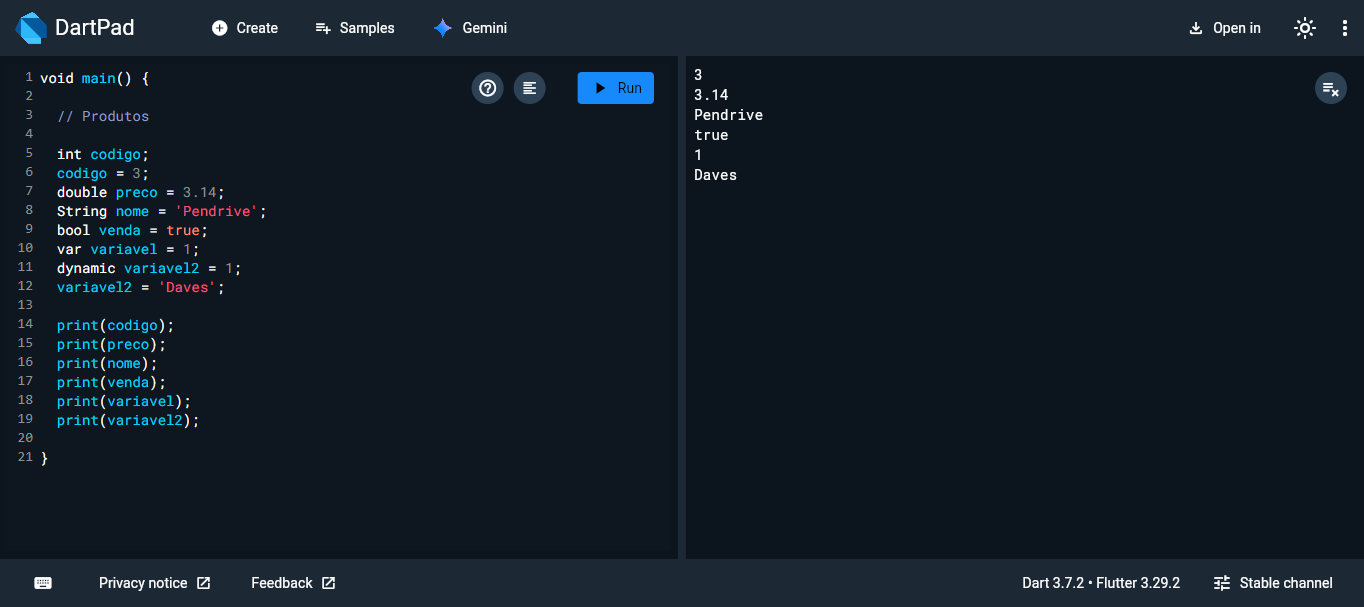 DartPad Create Samples Gemini Open in
1 void main() {
2
3 // Produtos
4
5 int codigo;
6 codigo = 3;
7 double preco = 3.14;
8 String nome = 'Pendrive';
9 bool venda = true;
10 var variavel = 1;
11 dynamic variavel2 = 1;
12 variavel2 = 'Daves';
13
14 print(codigo);
15 print(preco);
16 print(nome);
17 print(venda);
18 print(variavel);
19 print(variavel2);
20
21 }
Run
3
3.14
Pendrive
true
1
Daves
Privacy notice Feedback Dart 3.7.2 • Flutter 3.29.2 Stable channel